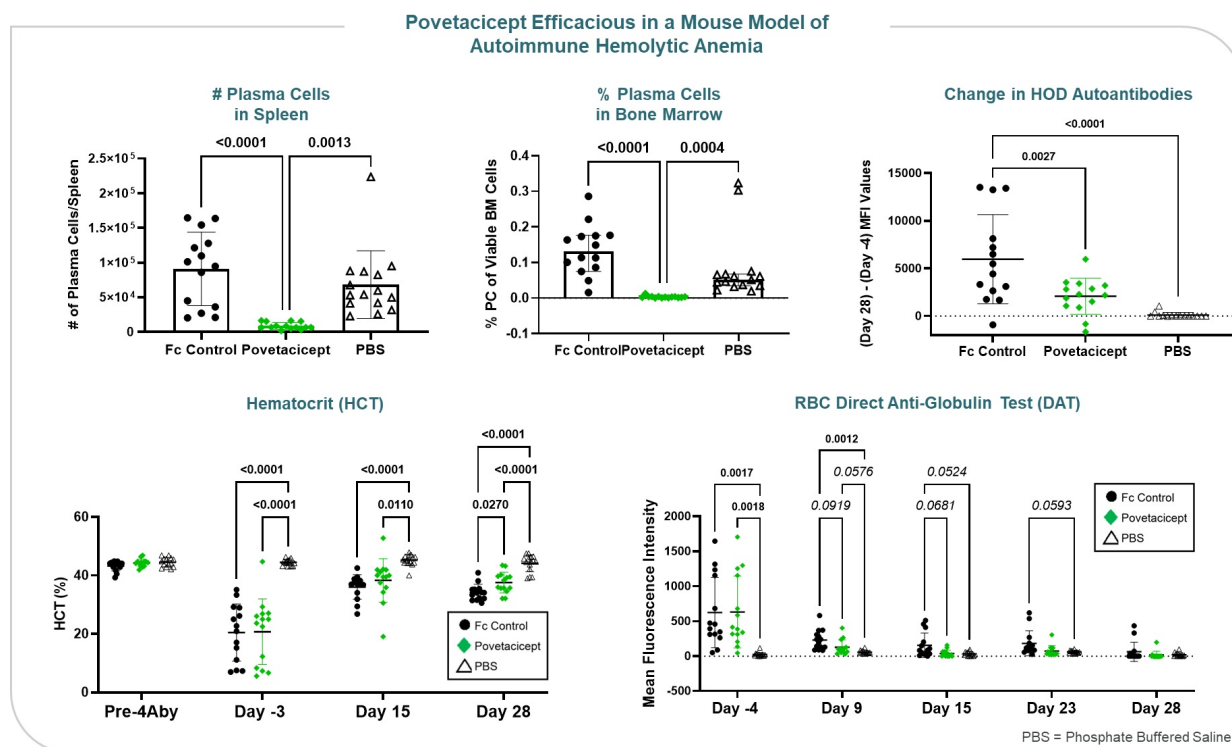 Povetacicept Efficacious in a Mouse Model of
Autoimmune Hemolytic Anemia
# Plasma Cells
in Spleen
<0.0001
0.0013
# of Plasma Cells/Spleen
2.5×10⁵
2×10⁵
1.5×10⁵
1×10⁵
5×10⁴
0
Fc Control
Povetacicept
PBS
% Plasma Cells
in Bone Marrow
<0.0001
0.0004
% PC of Viable BM Cells
0.4
0.3
0.2
0.1
0.0
-0.1
Fc Control
Povetacicept
PBS
Change in HOD Autoantibodies
<0.0001
0.0027
(Day 28) - (Day -4) MFI Values
15000
10000
5000
0
Fc Control
Povetacicept
PBS
Hematocrit (HCT)
<0.0001
<0.0001
<0.0001
<0.0001
<0.0001
0.0110
0.0270
HCT (%)
60
40
20
0
Fc Control
Povetacicept
PBS
Pre-4Aby
Day -3
Day 15
Day 28
RBC Direct Anti-Globulin Test (DAT)
0.0012
0.0017
0.0576
0.0524
0.0018
0.0919
0.0681
0.0593
Mean Fluorescence Intensity
2000
1500
1000
500
0
-500
Fc Control
Povetacicept
PBS
Day -4
Day 9
Day 15
Day 23
Day 28
PBS = Phosphate Buffered Saline